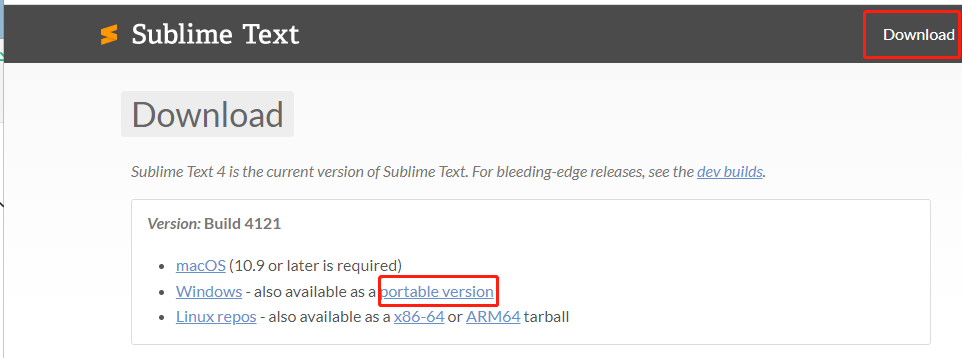 Sublime Text
Download
Download
Sublime Text 4 is the current version of Sublime Text. For bleeding-edge releases, see the dev builds.
Version: Build 4121
macOS (10.9 or later is required)
Windows - also available as a portable version
Linux repos - also available as a x86-64 or ARM64 tarball